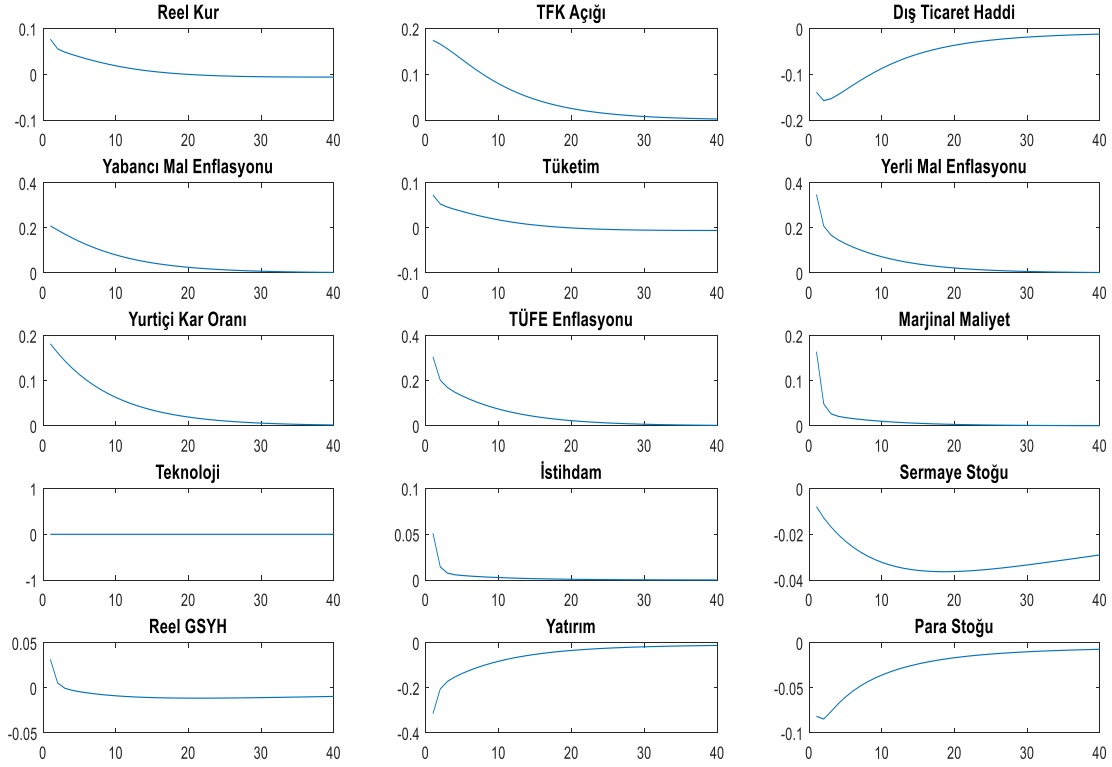 Reel Kur
0.1
0
-0.1
0 10 20 30 40
TFK Açığı
0.2
0.1
0
0 10 20 30 40
Dış Ticaret Haddi
0
-0.1
-0.2
0 10 20 30 40
Yabancı Mal Enflasyonu
0.4
0.2
0
0 10 20 30 40
Tüketim
0.1
0
-0.1
0 10 20 30 40
Yerli Mal Enflasyonu
0.4
0.2
0
0 10 20 30 40
Yurtiçi Kar Oranı
0.2
0.1
0
0 10 20 30 40
TÜFE Enflasyonu
0.4
0.2
0
0 10 20 30 40
Marjinal Maliyet
0.2
0.1
0
0 10 20 30 40
Teknoloji
1
0
-1
0 10 20 30 40
İstihdam
0.1
0.05
0
0 10 20 30 40
Sermaye Stoğu
0
-0.02
-0.04
0 10 20 30 40
Reel GSYH
0.05
0
-0.05
0 10 20 30 40
Yatırım
0
-0.2
-0.4
0 10 20 30 40
Para Stoğu
0
-0.05
-0.1
0 10 20 30 40